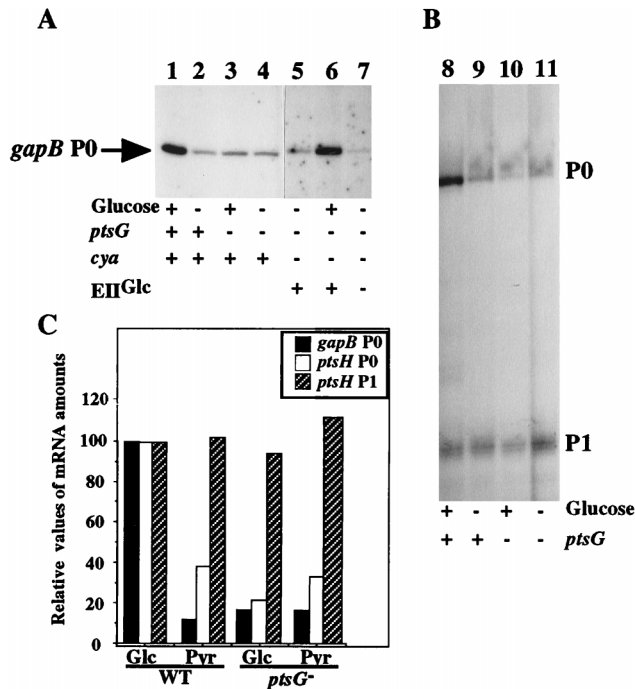 A
1 2 3 4 5 6 7
gapB P0
Glucose + - + - - + -
ptsG + + - - - - -
cya + + + + - - -
EIIGlc + + -
B
8 9 10 11
P0
P1
+ - + - Glucose
+ + - - ptsG
C
gapB P0
ptsH P0
ptsH P1
Relative values of mRNA amounts
120
100
80
60
40
20
0
Glc Pyr Glc Pyr
WT ptsG-